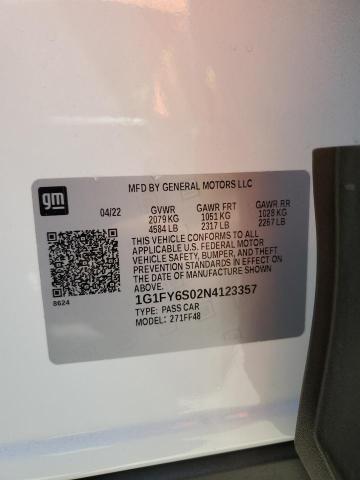 gm
MFD BY GENERAL MOTORS LLC
04/22 GVWR GAWR FRT GAWR RR
2079 KG 1051 KG 1028 KG
4584 LB 2317 LB 2267 LB
THIS VEHICLE CONFORMS TO ALL
APPLICABLE U.S. FEDERAL MOTOR
VEHICLE SAFETY, BUMPER, AND THEFT
PREVENTION STANDARDS IN EFFECT ON
THE DATE OF MANUFACTURE SHOWN
ABOVE.
8624
1G1FY6S02N4123357
TYPE: PASS CAR
MODEL: 271FF48